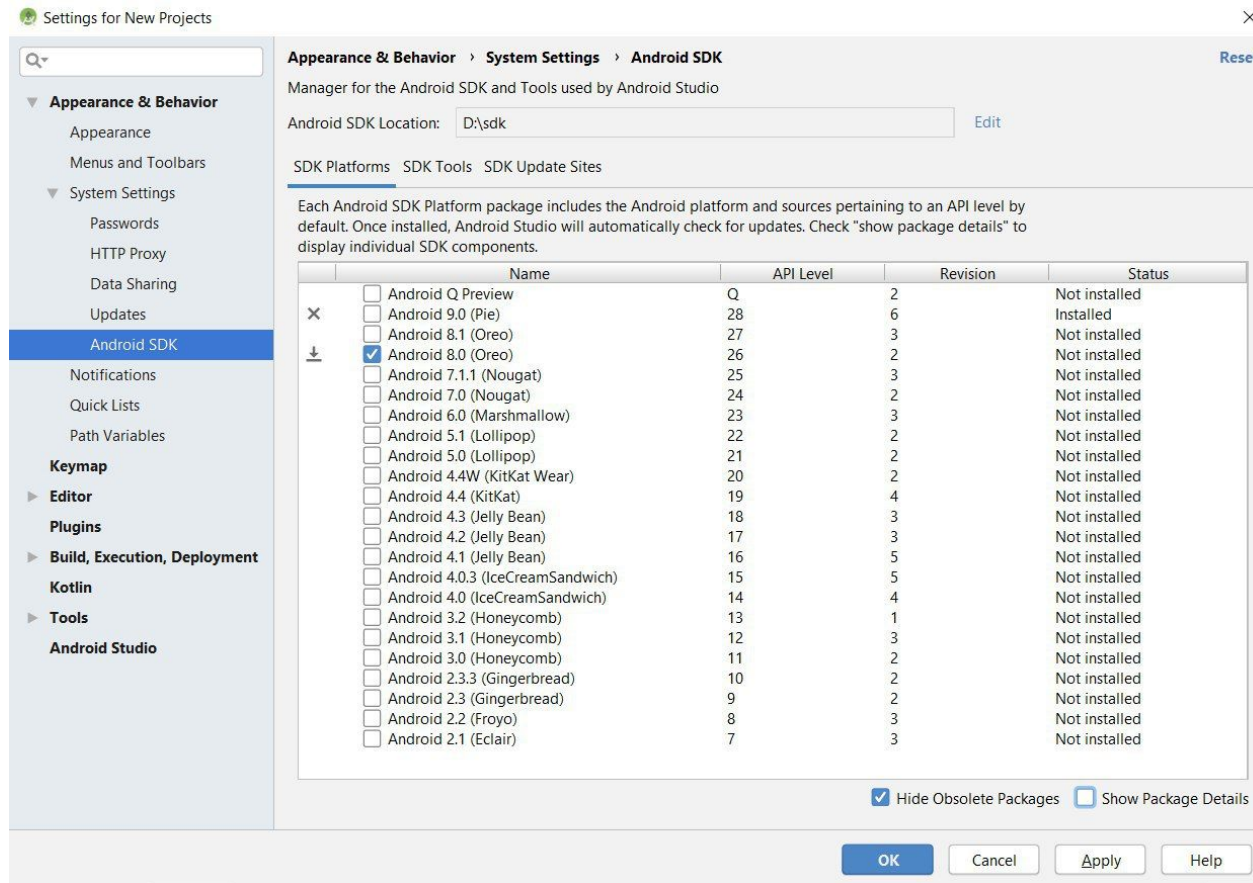 Settings for New Projects
Appearance & Behavior
Appearance
Menus and Toolbars
System Settings
Passwords
HTTP Proxy
Data Sharing
Updates
Android SDK
Notifications
Quick Lists
Path Variables
Keymap
Editor
Plugins
Build, Execution, Deployment
Kotlin
Tools
Android Studio
Appearance & Behavior › System Settings › Android SDK Rese
Manager for the Android SDK and Tools used by Android Studio
Android SDK Location: D:\sdk Edit
SDK Platforms SDK Tools SDK Update Sites
Each Android SDK Platform package includes the Android platform and sources pertaining to an API level by
default. Once installed, Android Studio will automatically check for updates. Check "show package details" to
display individual SDK components.
Name API Level Revision Status
Android Q Preview Q 2 Not installed
Android 9.0 (Pie) 28 6 Installed
Android 8.1 (Oreo) 27 3 Not installed
Android 8.0 (Oreo) 26 2 Not installed
Android 7.1.1 (Nougat) 25 3 Not installed
Android 7.0 (Nougat) 24 2 Not installed
Android 6.0 (Marshmallow) 23 3 Not installed
Android 5.1 (Lollipop) 22 2 Not installed
Android 5.0 (Lollipop) 21 2 Not installed
Android 4.4W (KitKat Wear) 20 2 Not installed
Android 4.4 (KitKat) 19 4 Not installed
Android 4.3 (Jelly Bean) 18 3 Not installed
Android 4.2 (Jelly Bean) 17 3 Not installed
Android 4.1 (Jelly Bean) 16 5 Not installed
Android 4.0.3 (IceCreamSandwich) 15 5 Not installed
Android 4.0 (IceCreamSandwich) 14 4 Not installed
Android 3.2 (Honeycomb) 13 1 Not installed
Android 3.1 (Honeycomb) 12 3 Not installed
Android 3.0 (Honeycomb) 11 2 Not installed
Android 2.3.3 (Gingerbread) 10 2 Not installed
Android 2.3 (Gingerbread) 9 2 Not installed
Android 2.2 (Froyo) 8 3 Not installed
Android 2.1 (Eclair) 7 3 Not installed
Hide Obsolete Packages Show Package Details
OK Cancel Apply Help